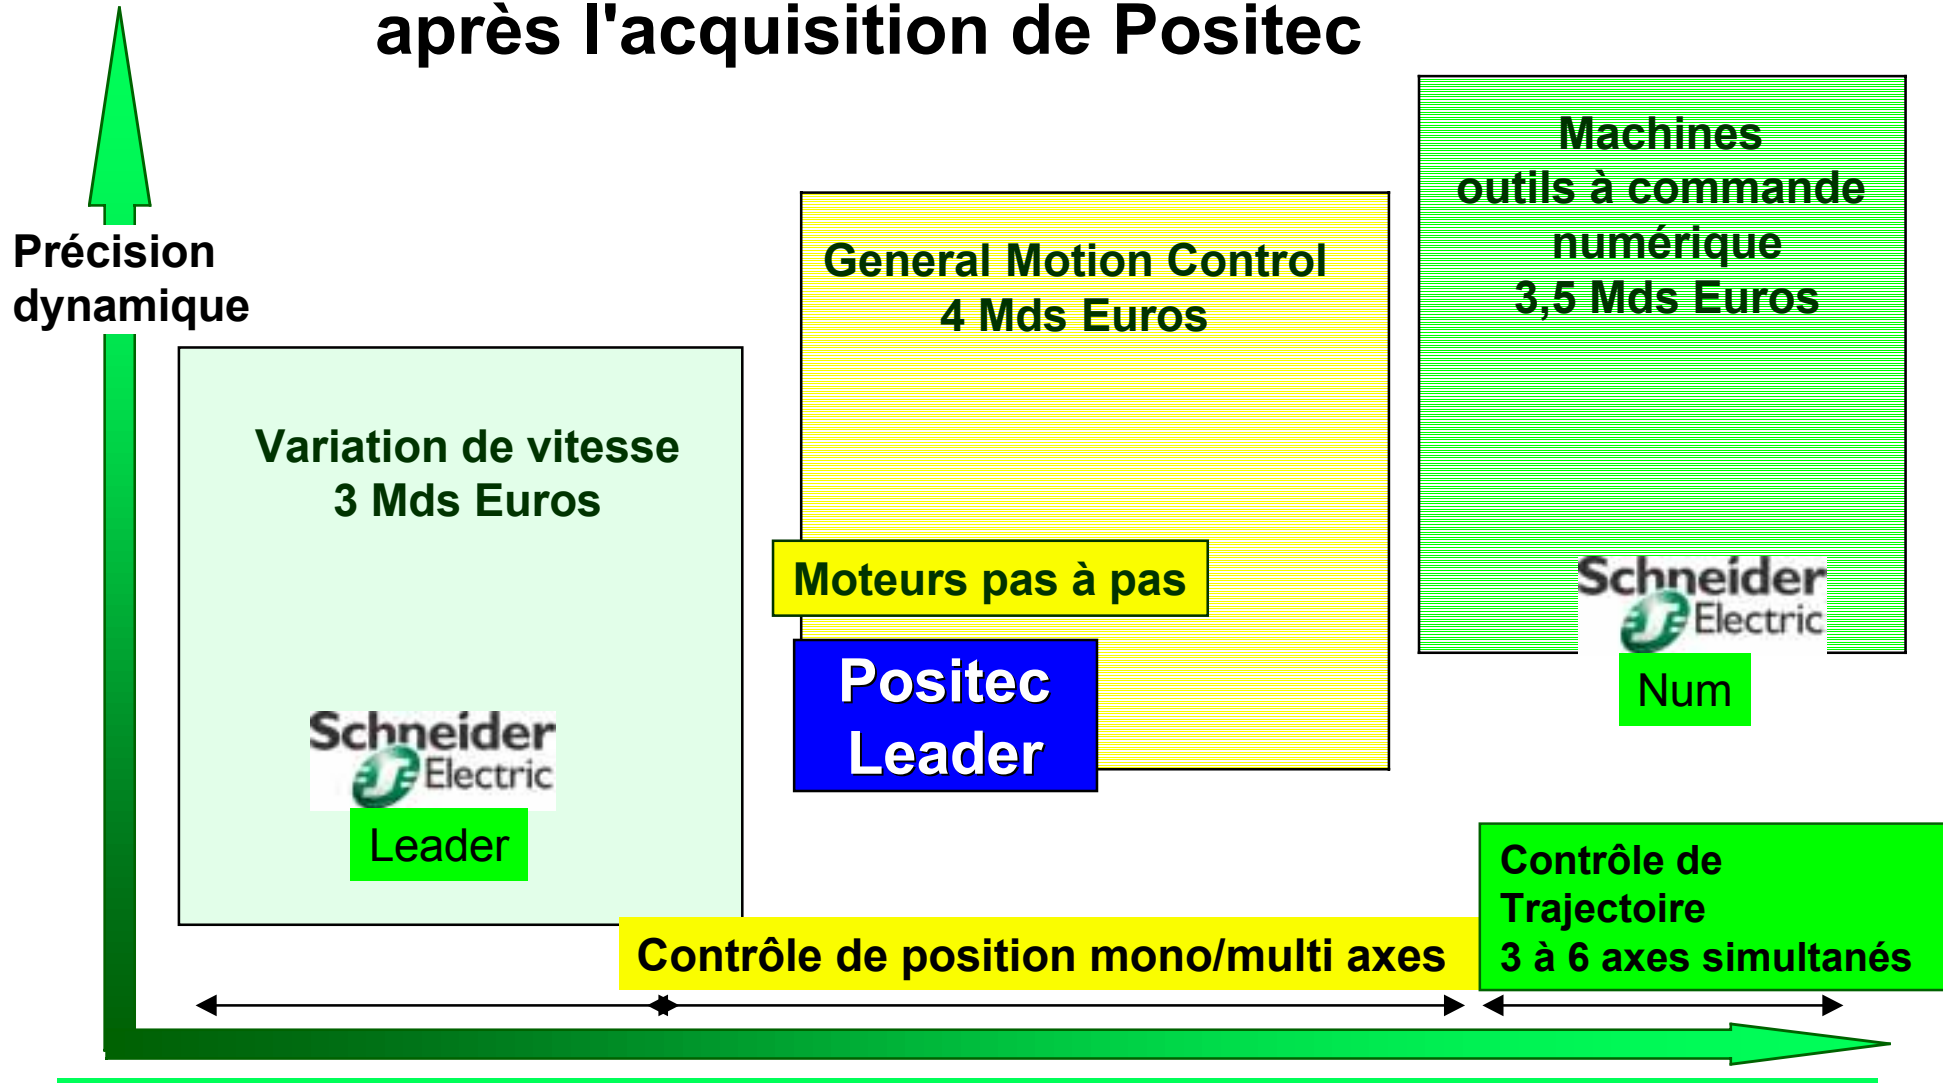 après l'acquisition de Positec
Précision
dynamique
Variation de vitesse
3 Mds Euros
Schneider
Electric
Leader
General Motion Control
4 Mds Euros
Moteurs pas à pas
Positec
Leader
Machines
outils à commande
numérique
3,5 Mds Euros
Schneider
Electric
Num
Contrôle de position mono/multi axes
Contrôle de
Trajectoire
3 à 6 axes simultanés